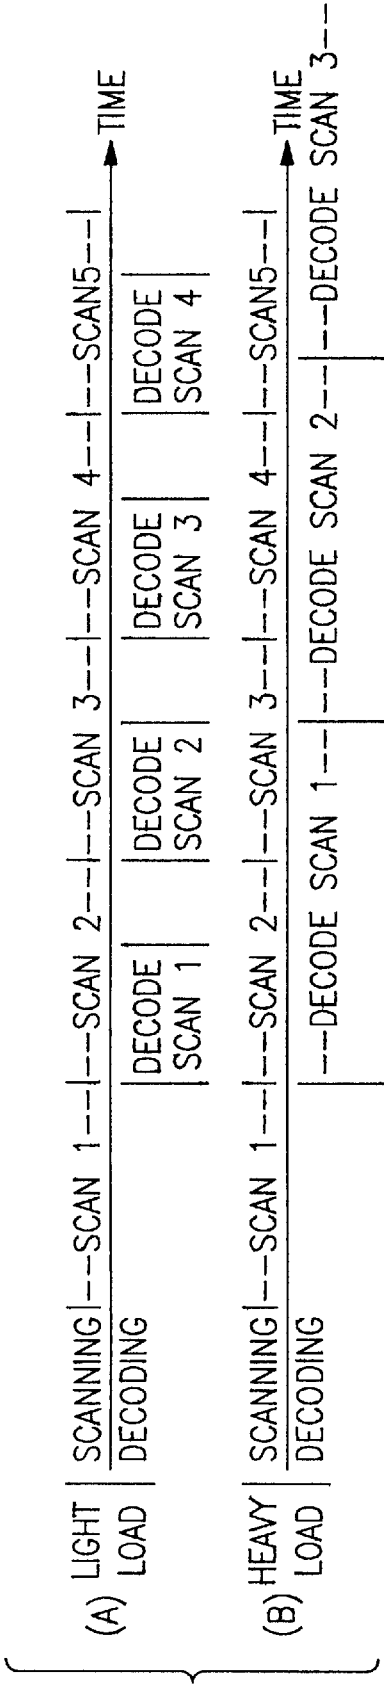 (A) LIGHT LOAD
SCANNING|---SCAN 1---|---SCAN 2---|---SCAN 3---|---SCAN 4---|---SCAN5---|
TIME
DECODING
DECODE SCAN 1
DECODE SCAN 2
DECODE SCAN 3
DECODE SCAN 4
(B) HEAVY LOAD
SCANNING|---SCAN 1---|---SCAN 2---|---SCAN 3---|---SCAN 4---|---SCAN5---|
TIME
DECODING
---DECODE SCAN 1---
---DECODE SCAN 2---
---DECODE SCAN 3---